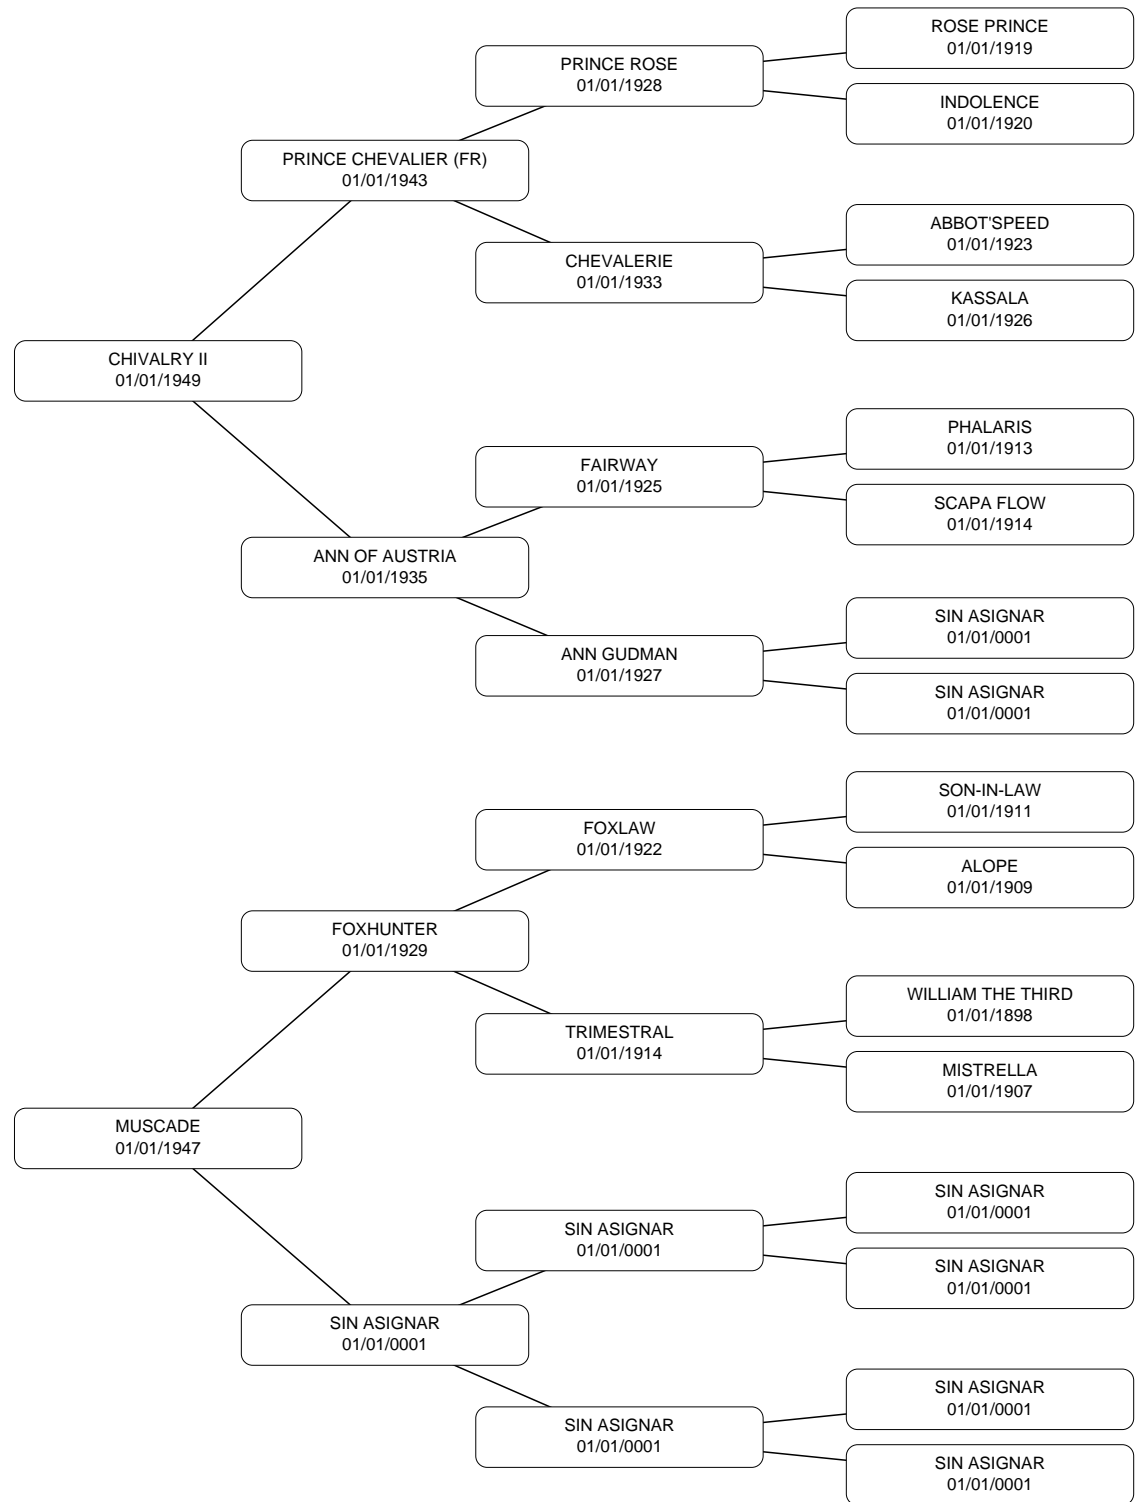 ROSE PRINCE
01/01/1919
PRINCE ROSE
01/01/1928
INDOLENCE
01/01/1920
PRINCE CHEVALIER (FR)
01/01/1943
ABBOT'SPEED
01/01/1923
CHEVALERIE
01/01/1933
KASSALA
01/01/1926
CHIVALRY II
01/01/1949
PHALARIS
01/01/1913
FAIRWAY
01/01/1925
SCAPA FLOW
01/01/1914
ANN OF AUSTRIA
01/01/1935
SIN ASIGNAR
01/01/0001
ANN GUDMAN
01/01/1927
SIN ASIGNAR
01/01/0001
SON-IN-LAW
01/01/1911
FOXLAW
01/01/1922
ALOPE
01/01/1909
FOXHUNTER
01/01/1929
WILLIAM THE THIRD
01/01/1898
TRIMESTRAL
01/01/1914
MISTRELLA
01/01/1907
MUSCADE
01/01/1947
SIN ASIGNAR
01/01/0001
SIN ASIGNAR
01/01/0001
SIN ASIGNAR
01/01/0001
SIN ASIGNAR
01/01/0001
SIN ASIGNAR
01/01/0001
SIN ASIGNAR
01/01/0001
SIN ASIGNAR
01/01/0001